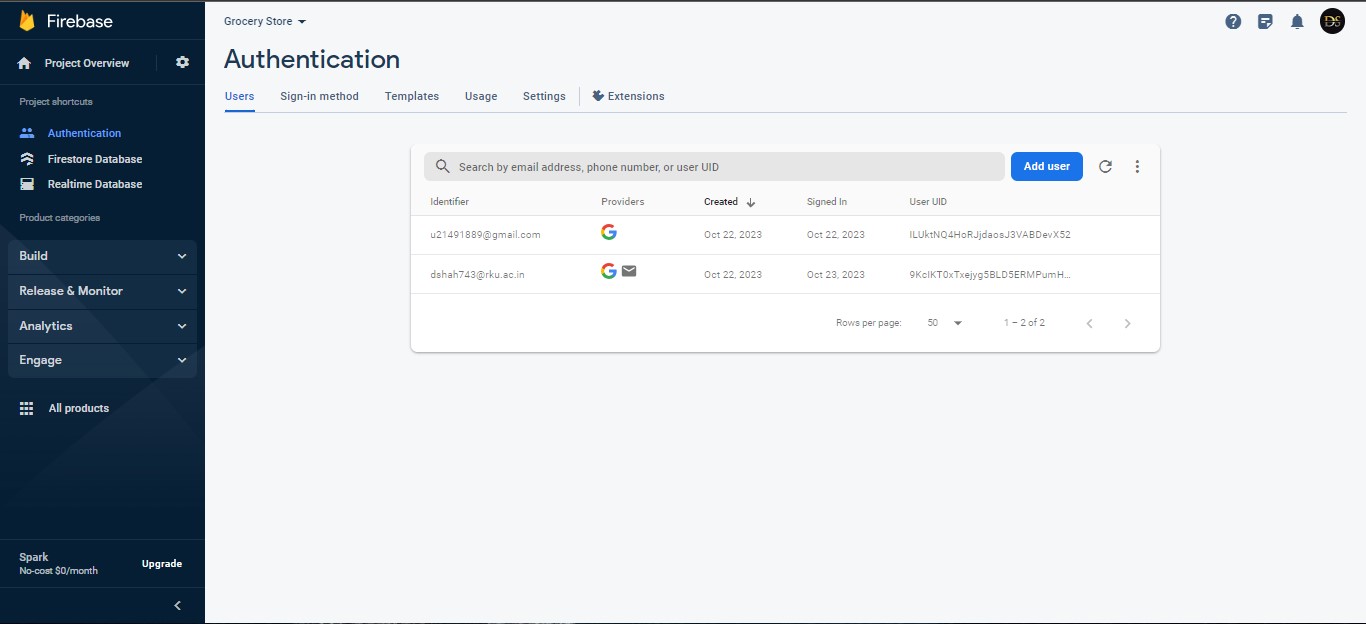 Firebase
Project Overview
Project shortcuts
Authentication
Firestore Database
Realtime Database
Product categories
Build
Release & Monitor
Analytics
Engage
All products
Spark
No-cost $0/month
Upgrade
Grocery Store
DS
Authentication
Users Sign-in method Templates Usage Settings Extensions
Search by email address, phone number, or user UID
Add user
Identifier Providers Created Signed In User UID
u21491889@gmail.com Oct 22, 2023 Oct 22, 2023 ILUktNQ4HoRJjdaosJ3VABDevX52
dshah743@rku.ac.in Oct 22, 2023 Oct 23, 2023 9KcIKT0xTxejyg5BLD5ERMPumH...
Rows per page: 50 1 – 2 of 2